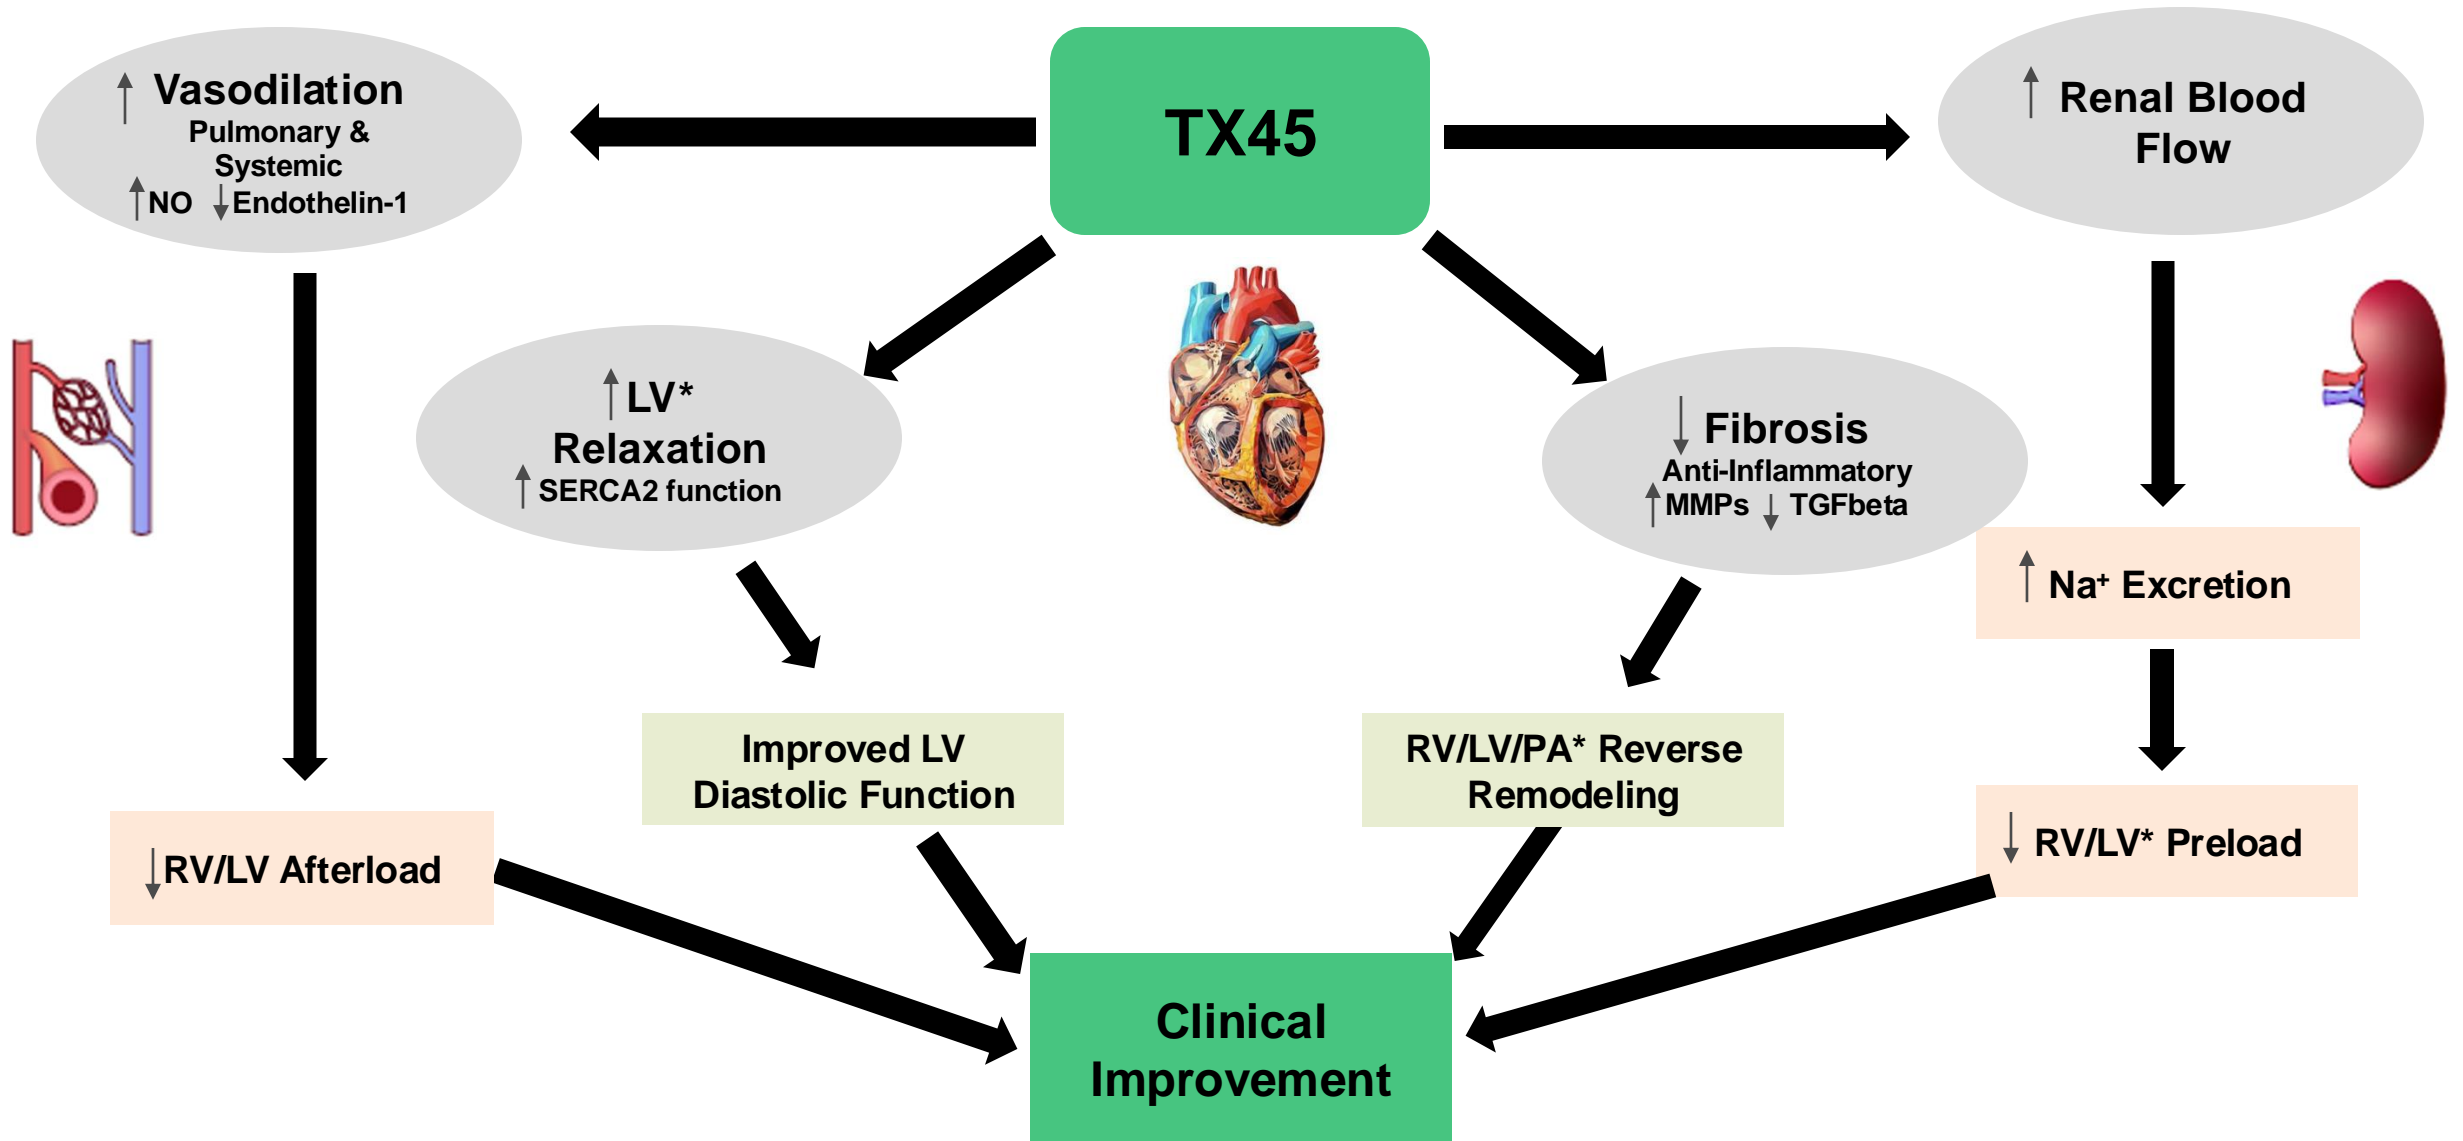 TX45
↑ Vasodilation
Pulmonary &
Systemic
↑ NO ↓ Endothelin-1
↑ Renal Blood
Flow
↑ LV*
Relaxation
↑ SERCA2 function
↓ Fibrosis
Anti-Inflammatory
↑ MMPs ↓ TGFbeta
↑ Na⁺ Excretion
Improved LV
Diastolic Function
RV/LV/PA* Reverse
Remodeling
↓ RV/LV Afterload
↓ RV/LV* Preload
Clinical
Improvement